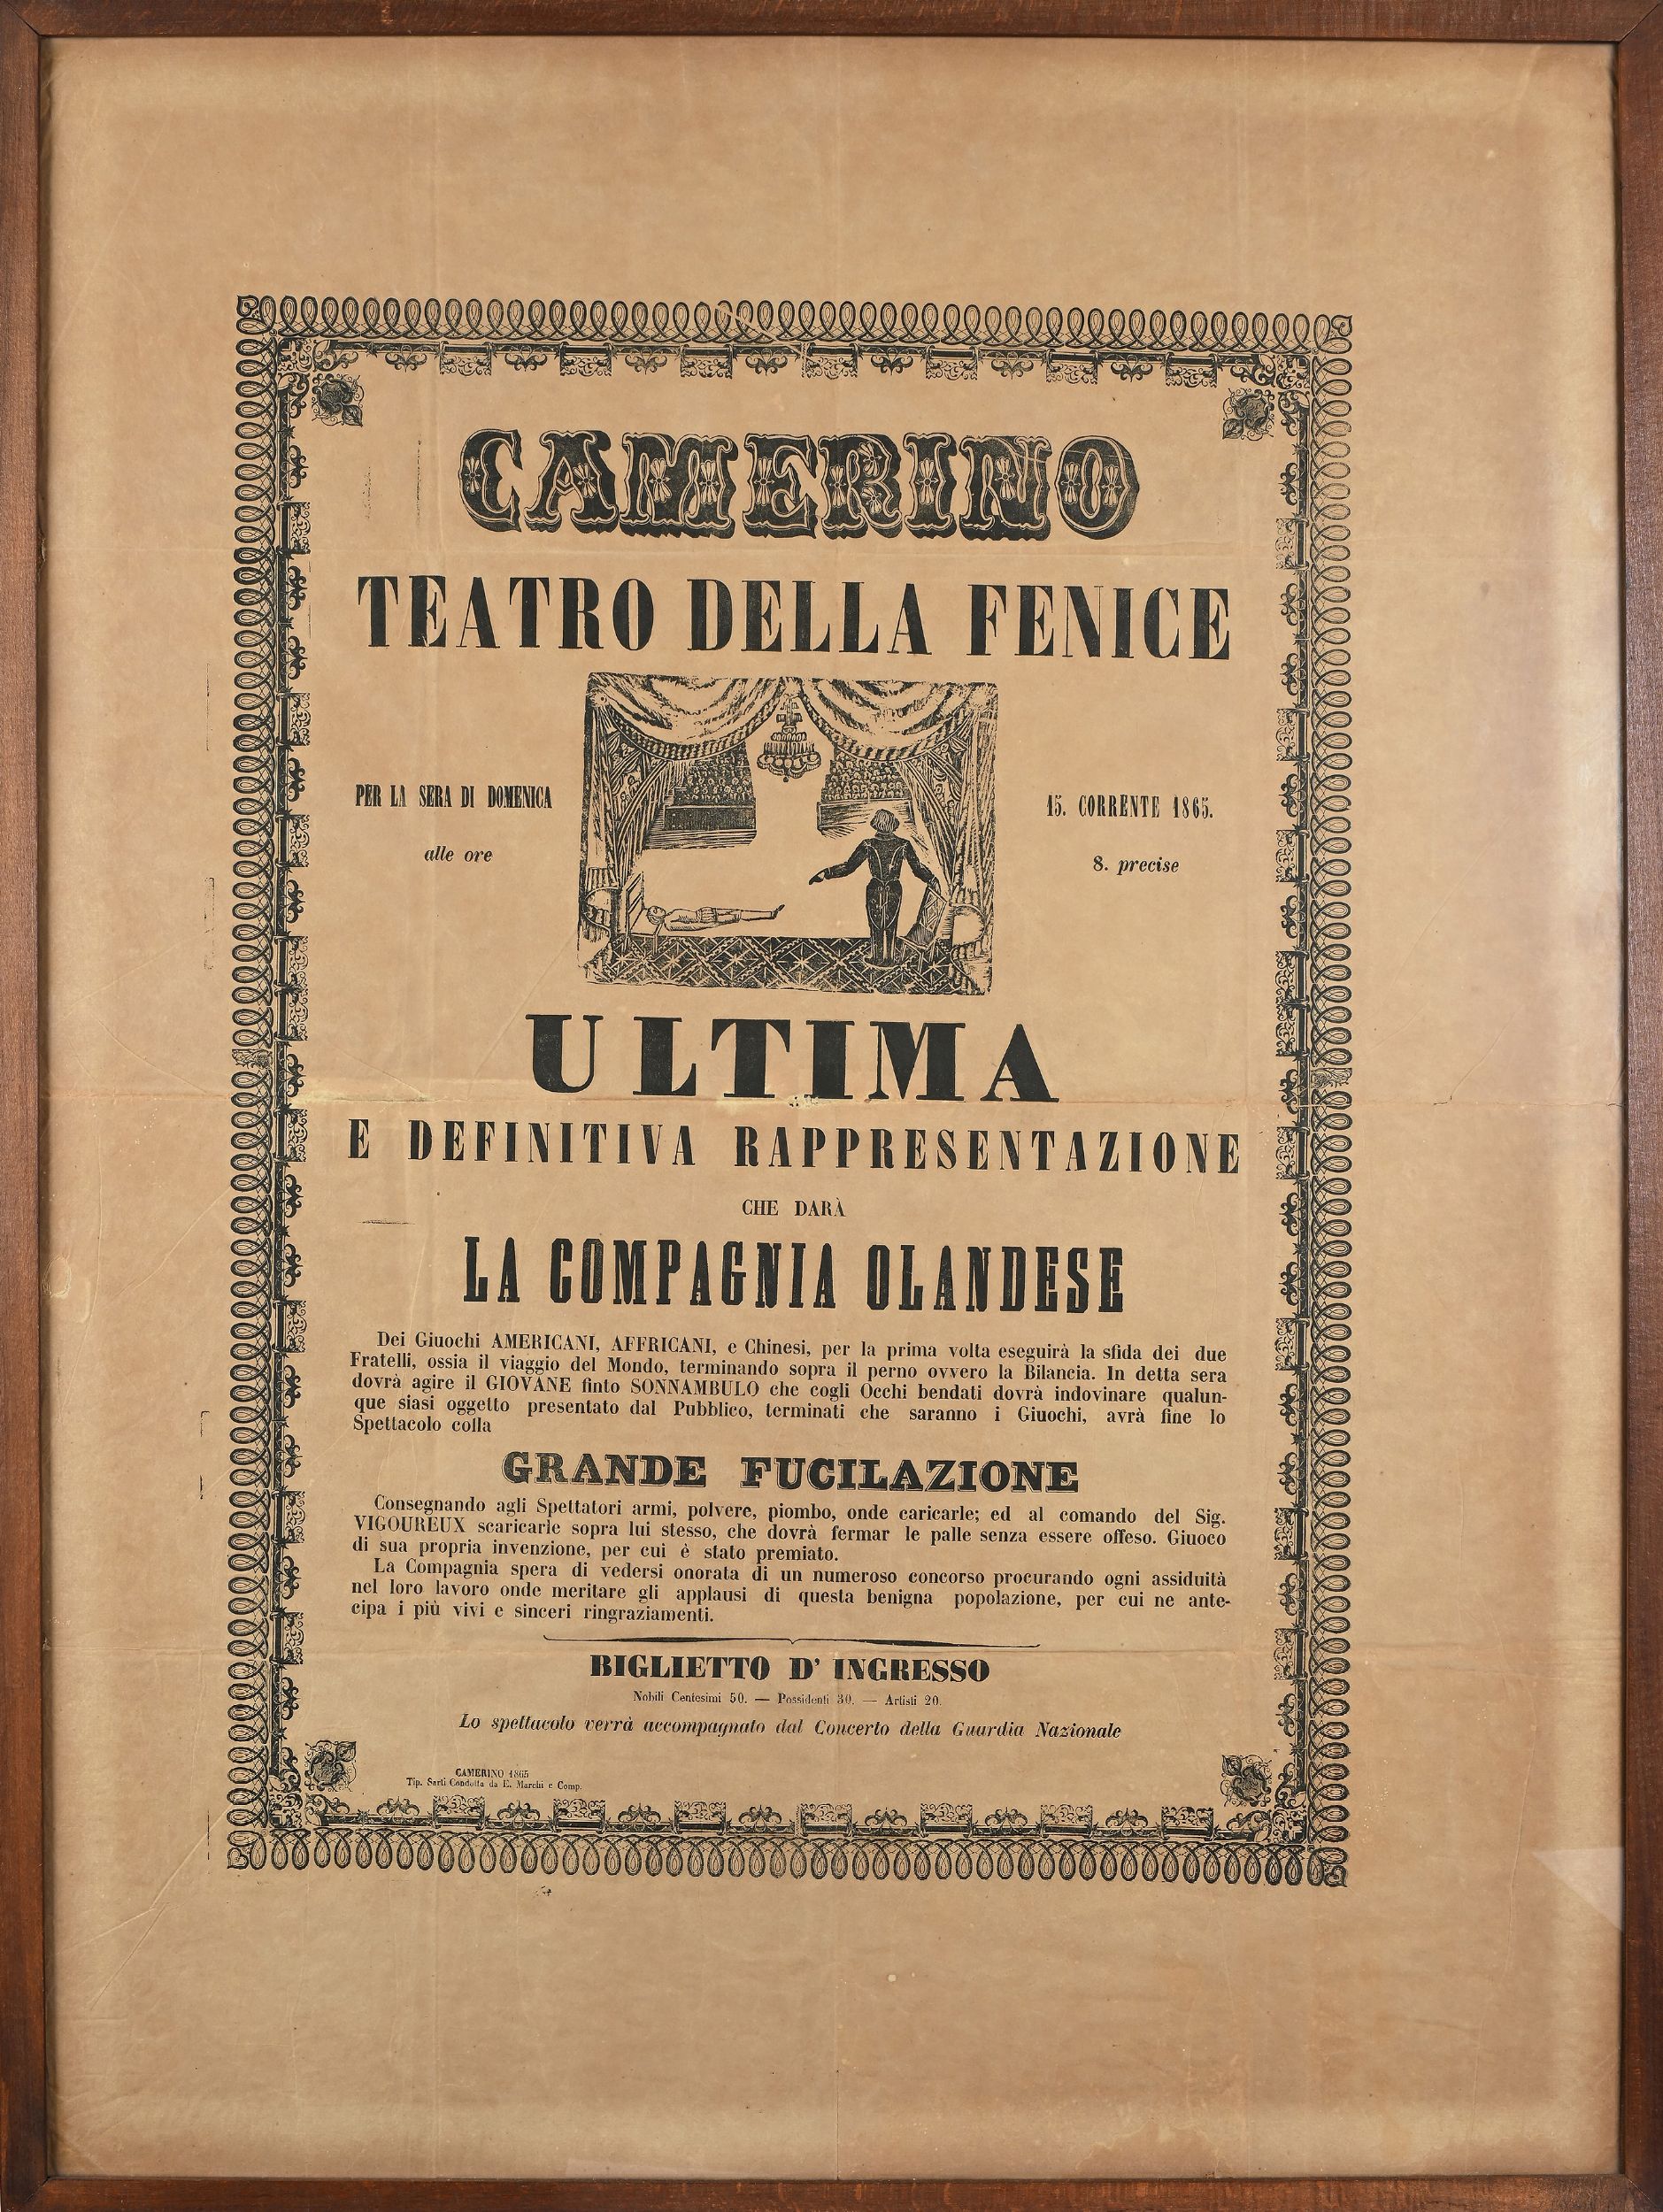 CAMERINO
TEATRO DELLA FENICE
PER LA SERA DI DOMENICA
15. CORRENTE 1865.
alle ore
8. precise
ULTIMA
E DEFINITIVA RAPPRESENTAZIONE
CHE DARÀ
LA COMPAGNIA OLANDESE
Dei Giuochi AMERICANI, AFFRICANI, e Chinesi, per la prima volta eseguirà la sfida dei due
Fratelli, ossia il viaggio del Mondo, terminando sopra il perno ovvero la Bilancia. In detta sera
dovrà agire il GIOVANE finto SONNAMBULO che cogli Occhi bendati dovrà indovinare qualun-
que siasi oggetto presentato dal Pubblico, terminati che saranno i Giuochi, avrà fine lo
Spettacolo colla
GRANDE FUCILAZIONE
Consegnando agli Spettatori armi, polvere, piombo, onde caricarle; ed al comando del Sig.
VIGOUREUX scaricarle sopra lui stesso, che dovrà fermar le palle senza essere offeso. Giuoco
di sua propria invenzione, per cui è stato premiato.
La Compagnia spera di vedersi onorata di un numeroso concorso procurando ogni assiduità
nel loro lavoro onde meritare gli applausi di questa benigna popolazione, per cui ne ante-
cipa i più vivi e sinceri ringraziamenti.
BIGLIETTO D' INGRESSO
Nobili Centesimi 50. — Possidenti 30. — Artisti 20.
Lo spettacolo verrà accompagnato dal Concerto della Guardia Nazionale
CAMERINO 1865
Tip. Sarti Condotta da E. Marchi e Comp.